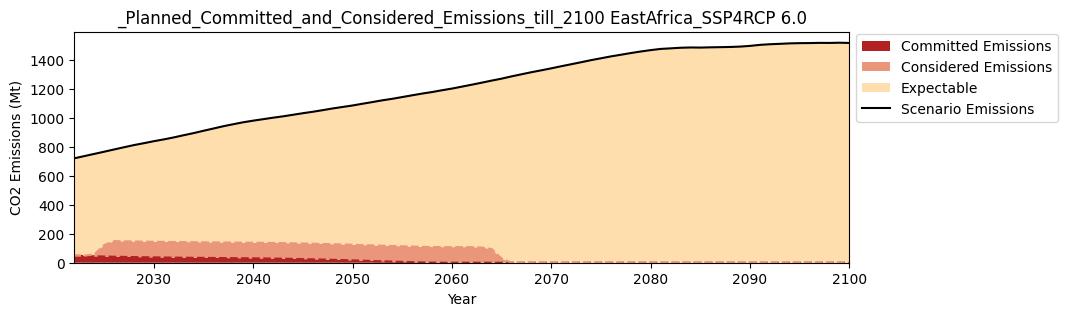 _Planned_Committed_and_Considered_Emissions_till_2100 EastAfrica_SSP4RCP 6.0
Committed Emissions
Considered Emissions
Expectable
Scenario Emissions
CO2 Emissions (Mt)
1400
1200
1000
800
600
400
200
0
2030 2040 2050 2060 2070 2080 2090 2100
Year